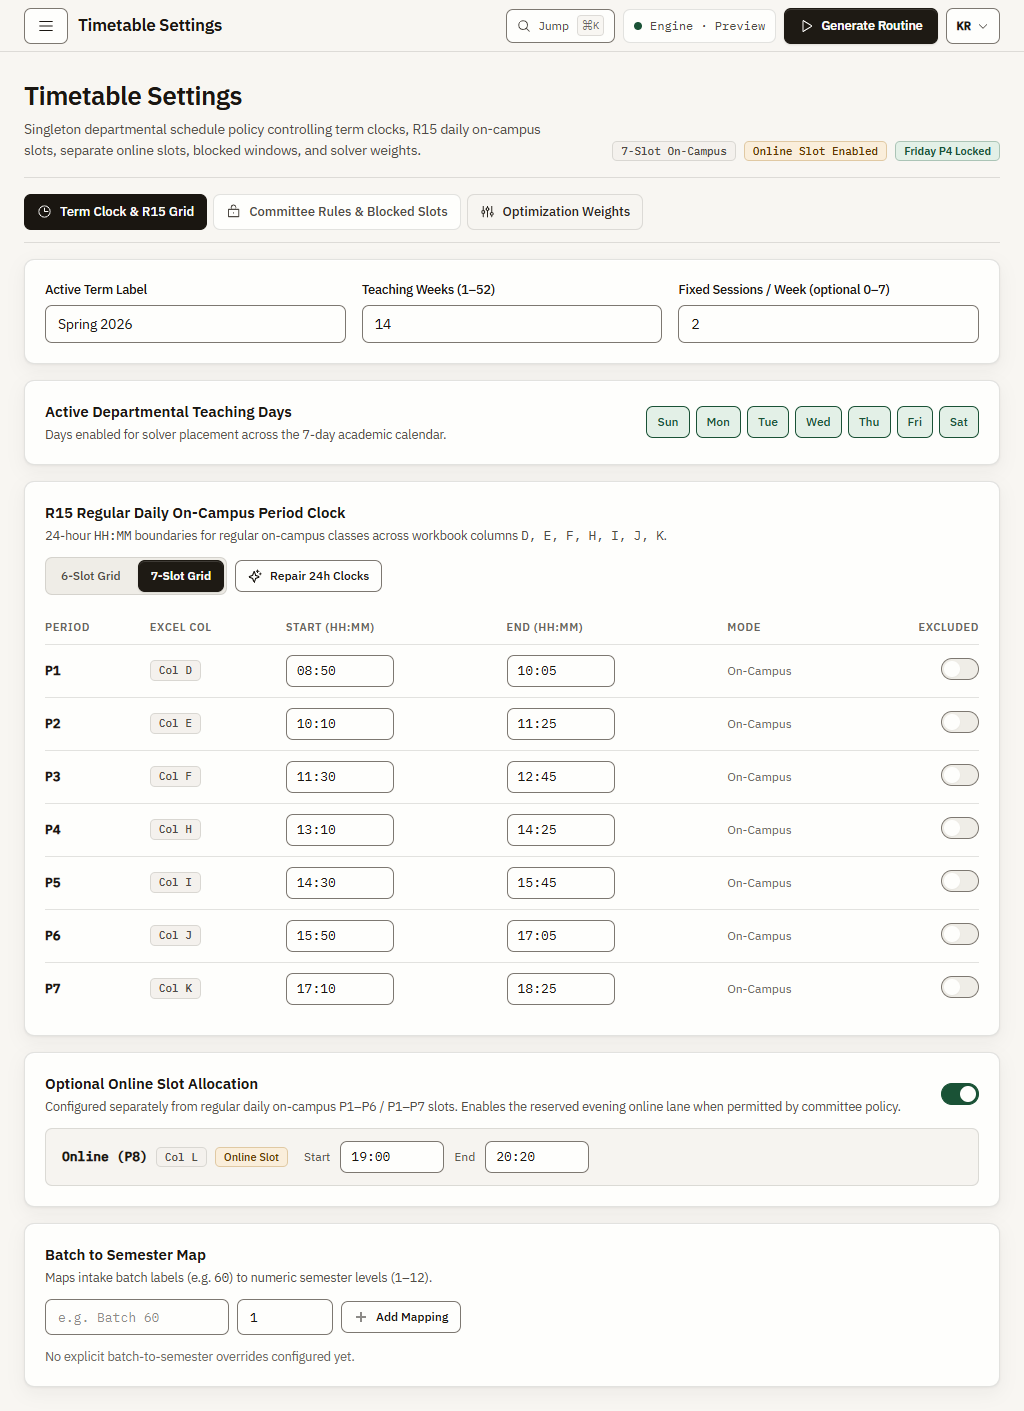 Timetable Settings
Jump ⌘K
Engine · Preview
Generate Routine
KR
Timetable Settings
Singleton departmental schedule policy controlling term clocks, R15 daily on-campus
slots, separate online slots, blocked windows, and solver weights.
7-Slot On-Campus
Online Slot Enabled
Friday P4 Locked
Term Clock & R15 Grid
Committee Rules & Blocked Slots
Optimization Weights
Active Term Label
Teaching Weeks (1–52)
Fixed Sessions / Week (optional 0–7)
Spring 2026
14
2
Active Departmental Teaching Days
Days enabled for solver placement across the 7-day academic calendar.
Sun Mon Tue Wed Thu Fri Sat
R15 Regular Daily On-Campus Period Clock
24-hour HH:MM boundaries for regular on-campus classes across workbook columns D, E, F, H, I, J, K.
6-Slot Grid
7-Slot Grid
Repair 24h Clocks
PERIOD EXCEL COL START (HH:MM) END (HH:MM) MODE EXCLUDED
P1 Col D 08:50 10:05 On-Campus
P2 Col E 10:10 11:25 On-Campus
P3 Col F 11:30 12:45 On-Campus
P4 Col H 13:10 14:25 On-Campus
P5 Col I 14:30 15:45 On-Campus
P6 Col J 15:50 17:05 On-Campus
P7 Col K 17:10 18:25 On-Campus
Optional Online Slot Allocation
Configured separately from regular daily on-campus P1–P6 / P1–P7 slots. Enables the reserved evening online lane when permitted by committee policy.
Online (P8) Col L Online Slot Start 19:00 End 20:20
Batch to Semester Map
Maps intake batch labels (e.g. 60) to numeric semester levels (1–12).
e.g. Batch 60
1
Add Mapping
No explicit batch-to-semester overrides configured yet.